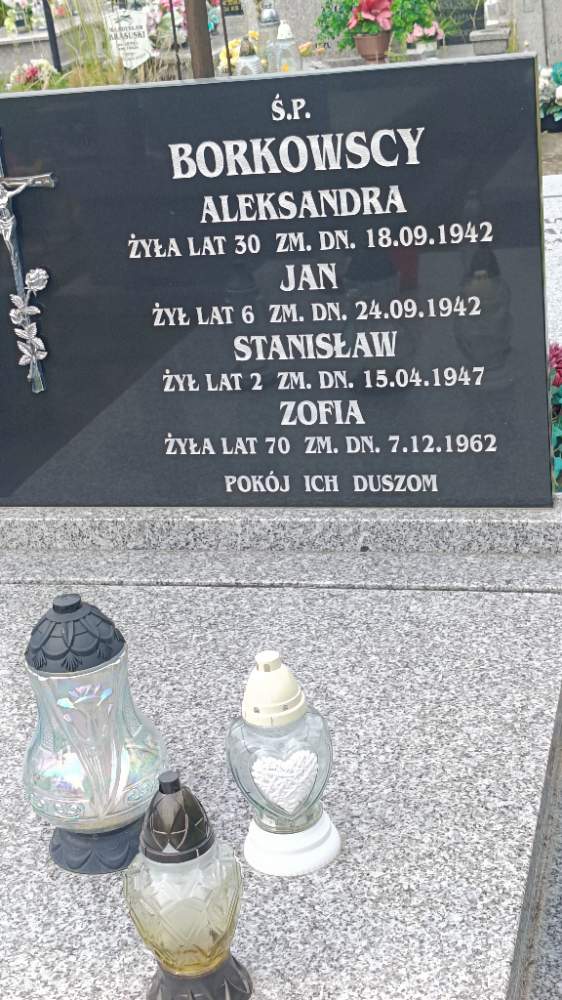 Ś.P.
BORKOWSCY
ALEKSANDRA
ŻYŁA LAT 30 ZM. DN. 18.09.1942
JAN
ŻYŁ LAT 6 ZM. DN. 24.09.1942
STANISŁAW
ŻYŁ LAT 2 ZM. DN. 15.04.1947
ZOFIA
ŻYŁA LAT 70 ZM. DN. 7.12.1962
POKÓJ ICH DUSZOM